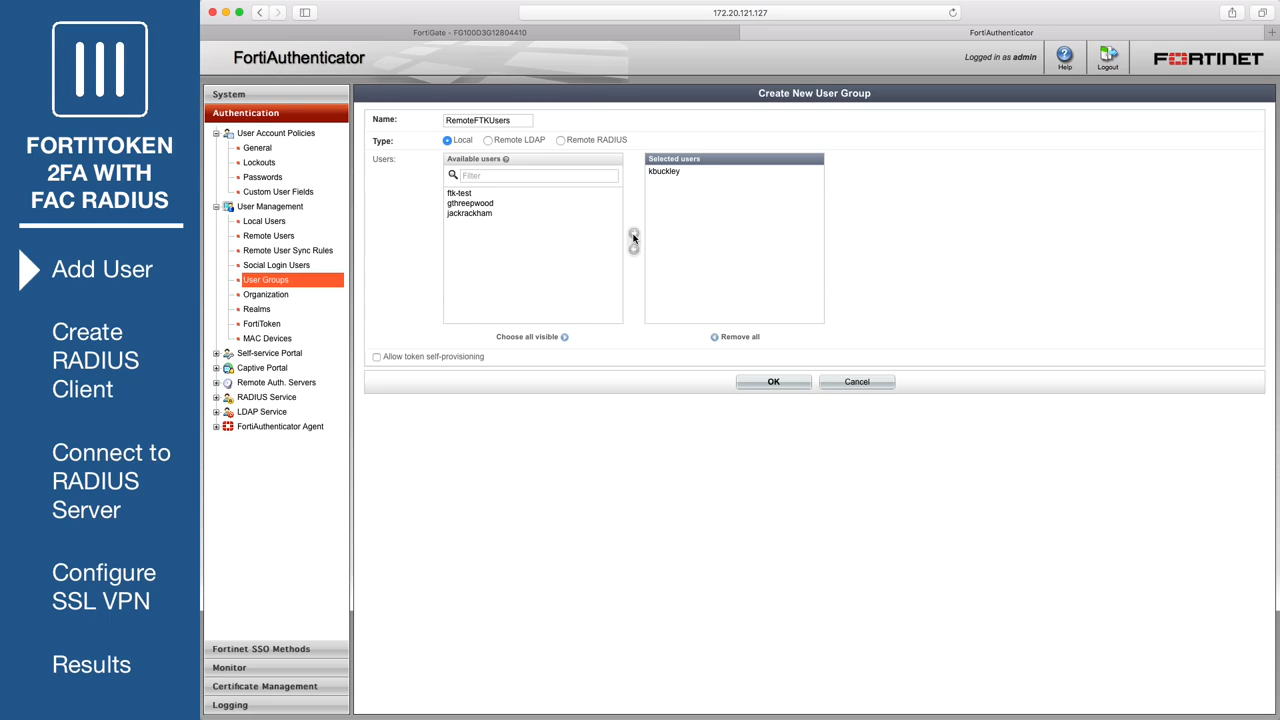 FORTITOKEN
2FA WITH
FAC RADIUS
Add User
Create
RADIUS
Client
Connect to
RADIUS
Server
Configure
SSL VPN
Results
172.20.121.127
FortiGate - FG100D3G12804410
FortiAuthenticator
FortiAuthenticator
Logged in as admin
Help
Logout
FORTINET
System
Authentication
User Account Policies
General
Lockouts
Passwords
Custom User Fields
User Management
Local Users
Remote Users
Remote User Sync Rules
Social Login Users
User Groups
Organization
Realms
FortiToken
MAC Devices
Self-service Portal
Captive Portal
Remote Auth. Servers
RADIUS Service
LDAP Service
FortiAuthenticator Agent
Fortinet SSO Methods
Monitor
Certificate Management
Logging
Create New User Group
Name: RemoteFTKUsers
Type: Local Remote LDAP Remote RADIUS
Users: Available users Selected users
Filter
kbuckley
ftk-test
gthreepwood
jackrackham
Choose all visible Remove all
Allow token self-provisioning
OK Cancel